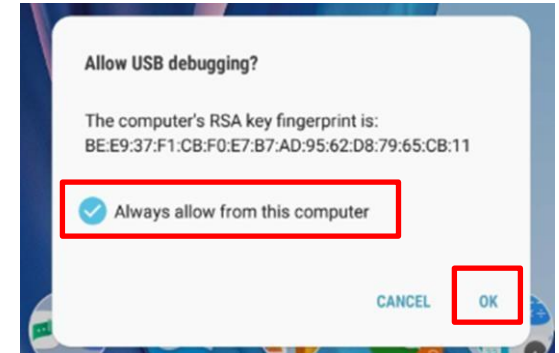 Allow USB debugging?
The computer's RSA key fingerprint is:
BE:E9:37:F1:CB:F0:E7:B7:AD:95:62:D8:79:65:CB:11
Always allow from this computer
CANCEL OK